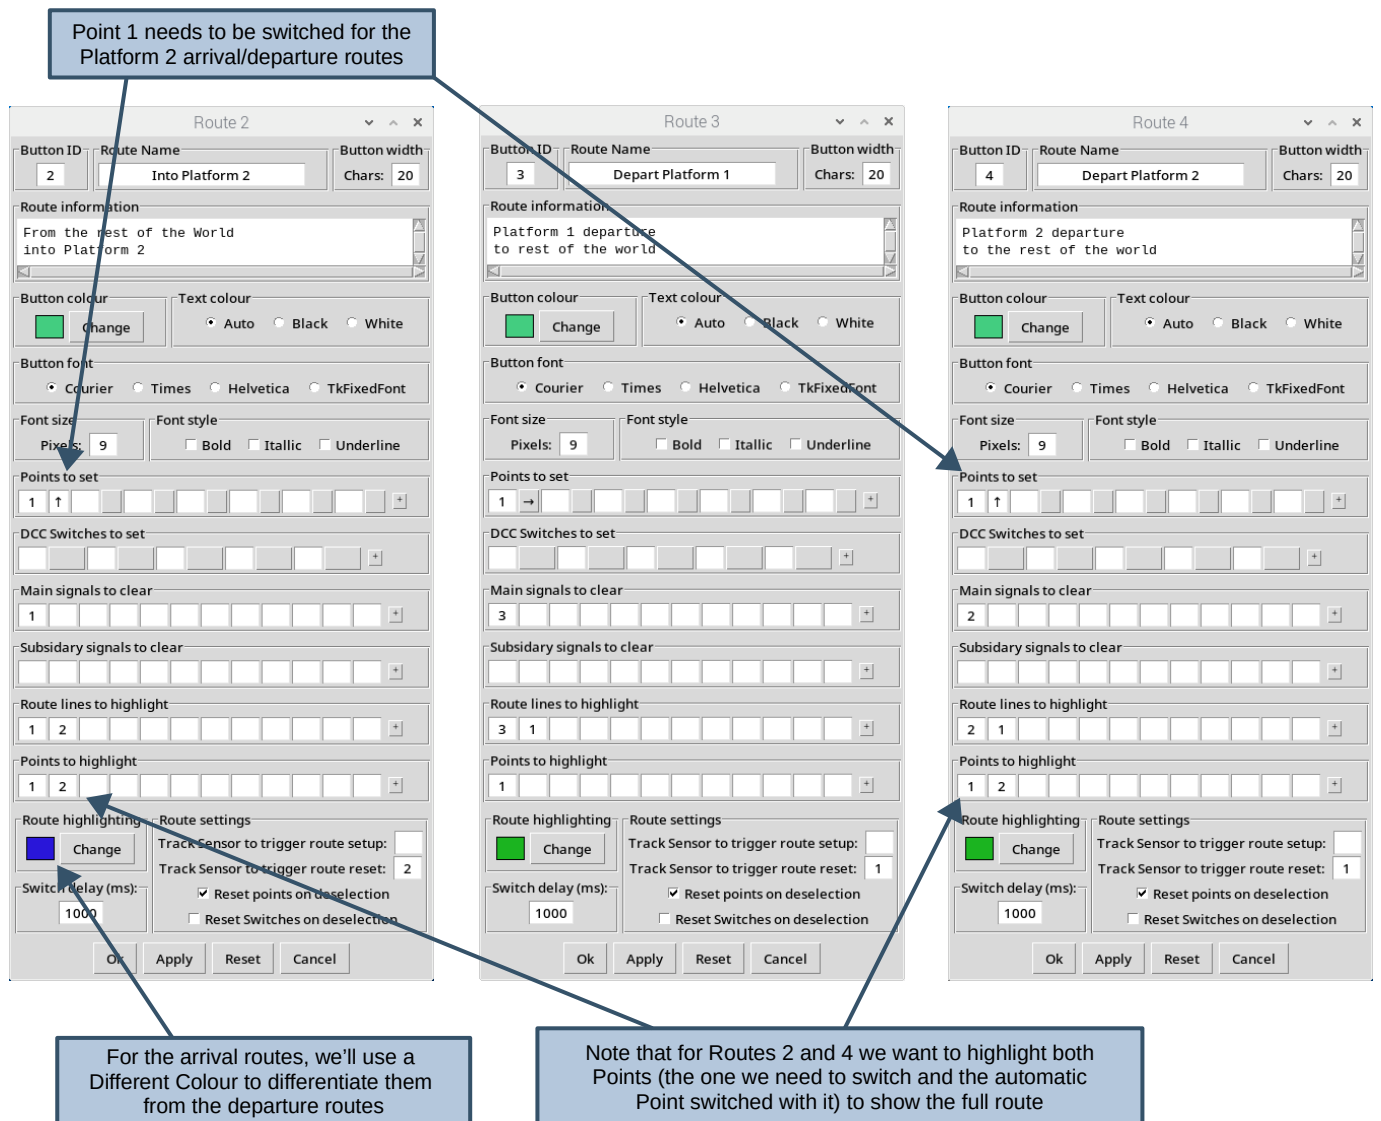 Point 1 needs to be switched for the
Platform 2 arrival/departure routes
Route 2
Button ID Route Name Button width
2 Into Platform 2 Chars: 20
Route information
From the rest of the World
into Platform 2
Button colour Text colour
Change Auto Black White
Button font
Courier Times Helvetica TkFixedFont
Font size Font style
Pixels: 9 Bold Itallic Underline
Points to set
1 ↑ +
DCC Switches to set
+
Main signals to clear
1 +
Subsidary signals to clear
+
Route lines to highlight
1 2 +
Points to highlight
1 2 +
Route highlighting Route settings
Change Track Sensor to trigger route setup:
Track Sensor to trigger route reset: 2
Switch delay (ms): Reset points on deselection
1000 Reset Switches on deselection
Ok Apply Reset Cancel
Route 3
Button ID Route Name Button width
3 Depart Platform 1 Chars: 20
Route information
Platform 1 departure
to rest of the world
Button colour Text colour
Change Auto Black White
Button font
Courier Times Helvetica TkFixedFont
Font size Font style
Pixels: 9 Bold Itallic Underline
Points to set
1 → +
DCC Switches to set
+
Main signals to clear
3 +
Subsidary signals to clear
+
Route lines to highlight
3 1 +
Points to highlight
1 +
Route highlighting Route settings
Change Track Sensor to trigger route setup:
Track Sensor to trigger route reset: 1
Switch delay (ms): Reset points on deselection
1000 Reset Switches on deselection
Ok Apply Reset Cancel
Route 4
Button ID Route Name Button width
4 Depart Platform 2 Chars: 20
Route information
Platform 2 departure
to the rest of the world
Button colour Text colour
Change Auto Black White
Button font
Courier Times Helvetica TkFixedFont
Font size Font style
Pixels: 9 Bold Itallic Underline
Points to set
1 ↑ +
DCC Switches to set
+
Main signals to clear
2 +
Subsidary signals to clear
+
Route lines to highlight
2 1 +
Points to highlight
1 2 +
Route highlighting Route settings
Change Track Sensor to trigger route setup:
Track Sensor to trigger route reset: 1
Switch delay (ms): Reset points on deselection
1000 Reset Switches on deselection
Ok Apply Reset Cancel
For the arrival routes, we’ll use a
Different Colour to differentiate them
from the departure routes
Note that for Routes 2 and 4 we want to highlight both
Points (the one we need to switch and the automatic
Point switched with it) to show the full route